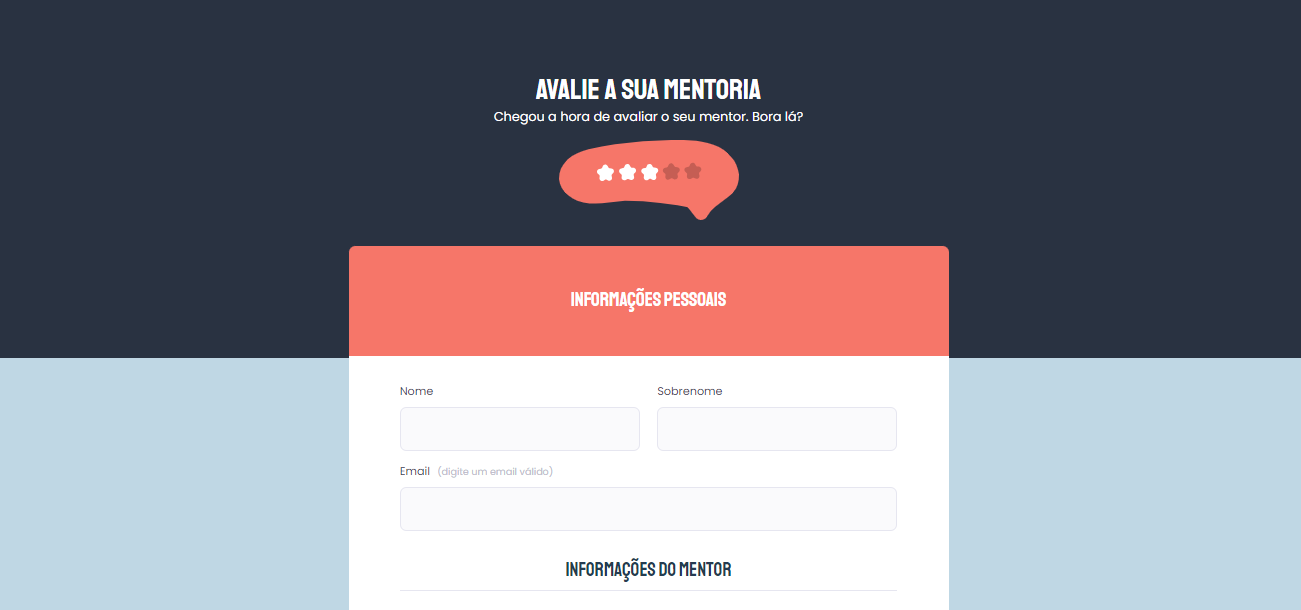 AVALIE A SUA MENTORIA
Chegou a hora de avaliar o seu mentor. Bora lá?
INFORMAÇÕES PESSOAIS
Nome
Sobrenome
Email (digite um email válido)
INFORMAÇÕES DO MENTOR